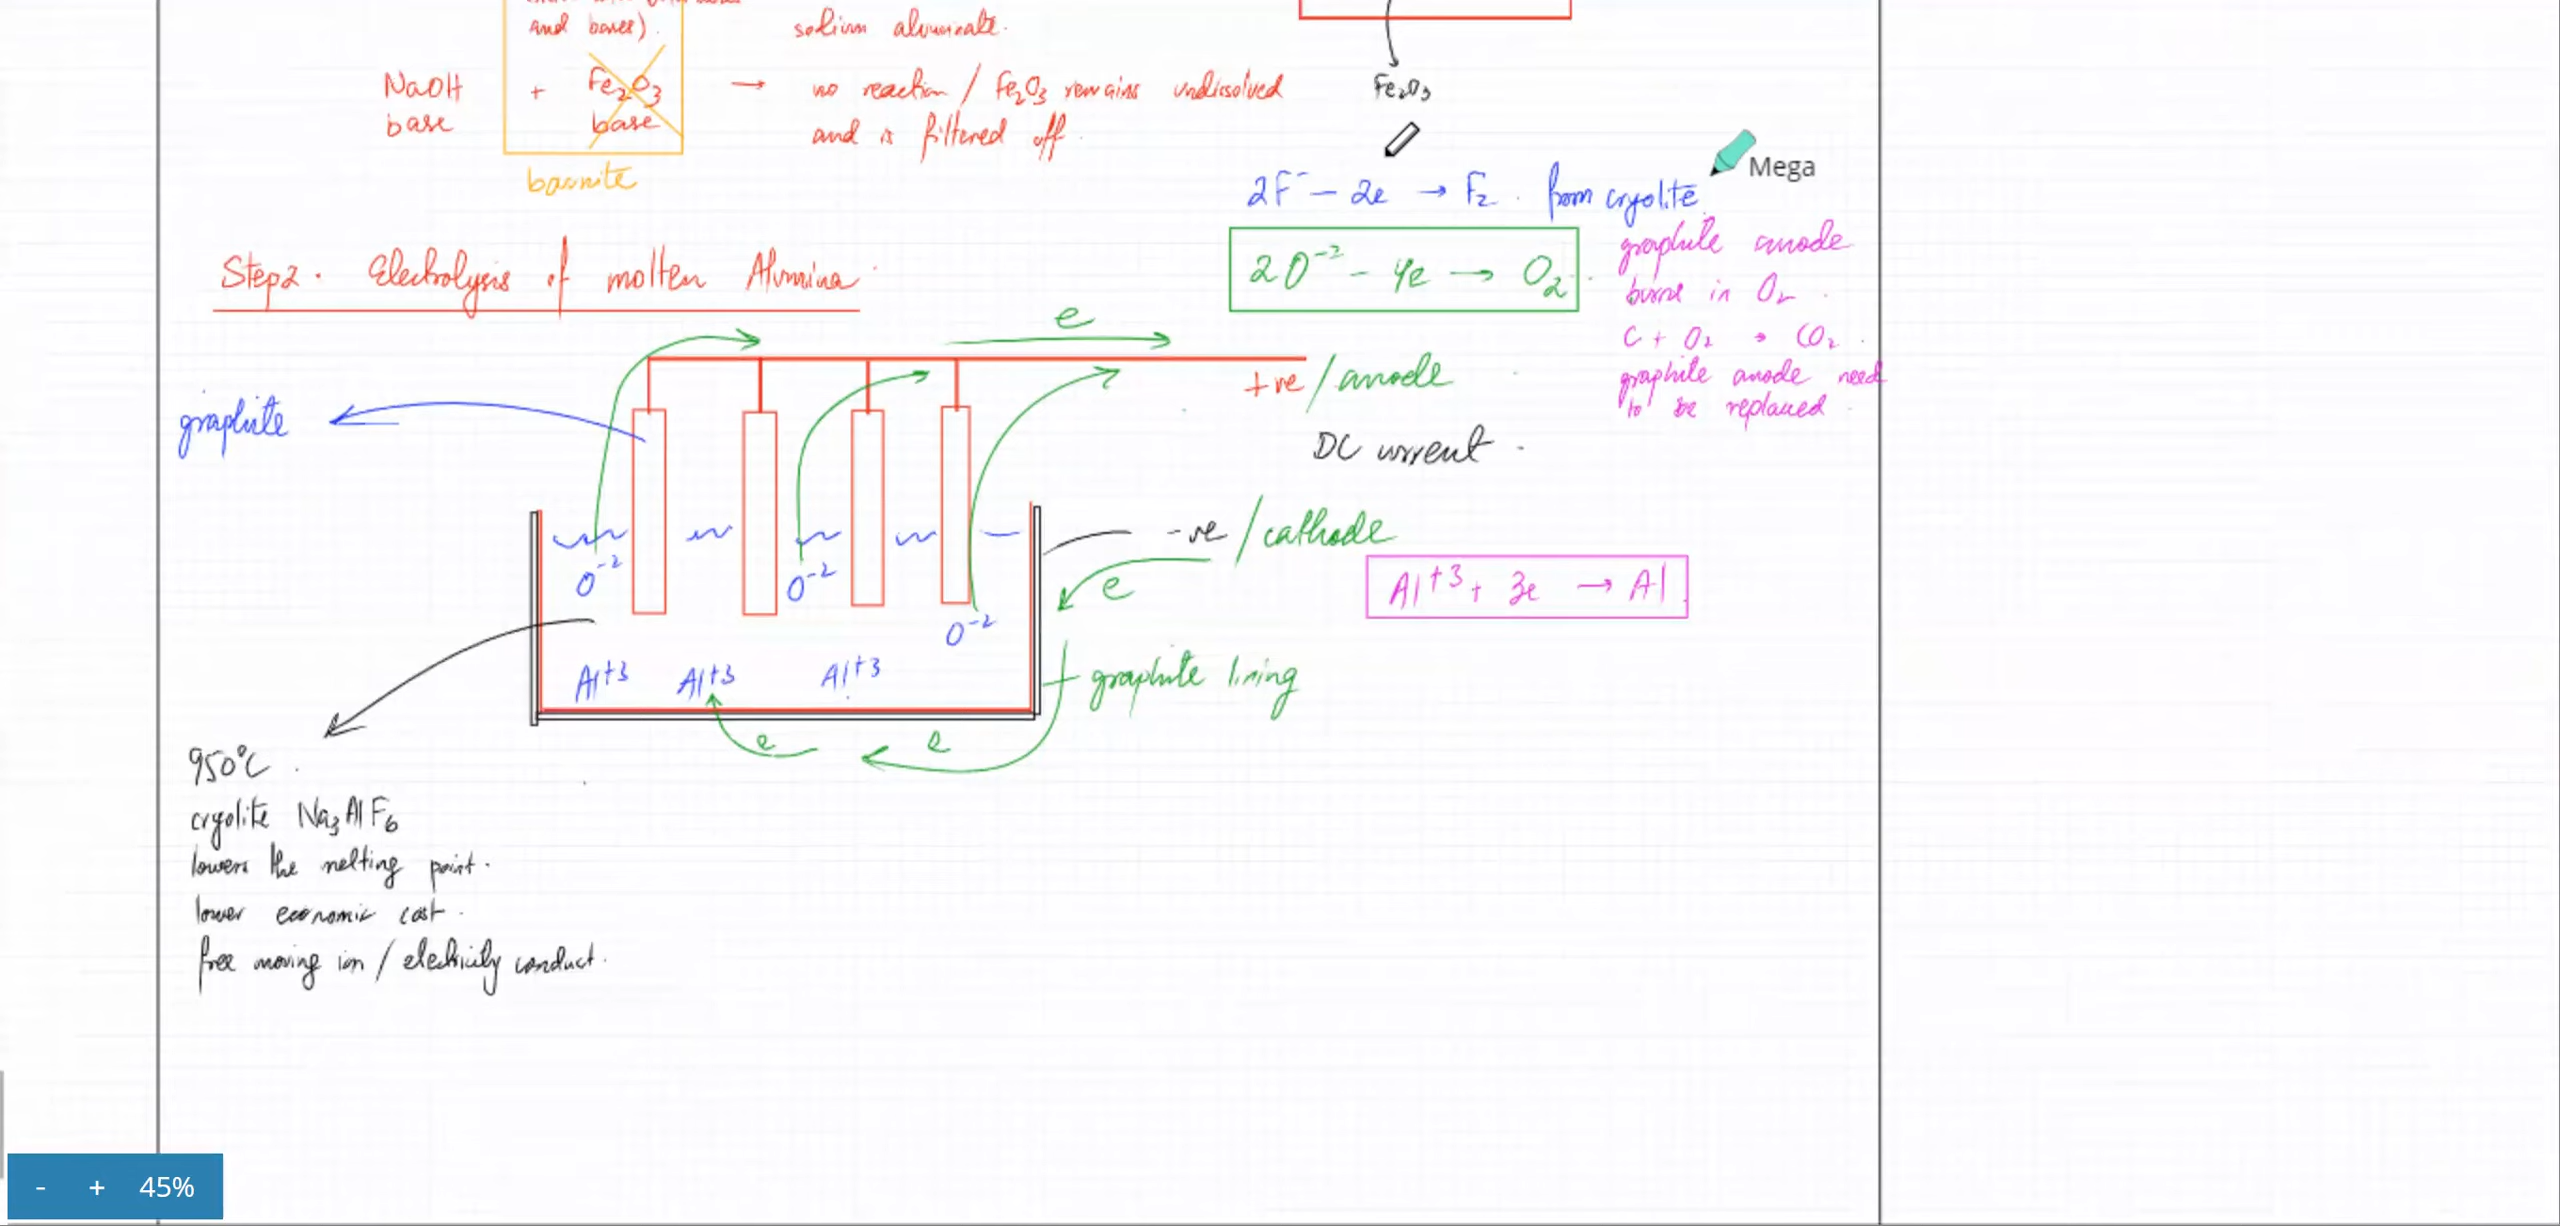 and bases).
sodium aluminate.
NaOH + Fe2O3 → no reaction / Fe2O3 remains undissolved
base base and is filtered off
bauxite
Fe2O3
Mega
2F⁻ - 2e → F2. from cryolite.
Step2. Electrolysis of molten Alumina.
2O⁻² - 4e → O2.
graphite anode
burns in O2.
C + O2 → CO2.
graphite anode need
to be replaced.
e
+ve / anode
graphite
DC current.
-ve / cathode
O⁻² O⁻² O⁻²
e
Al⁺³ + 3e → Al
Al⁺³ Al⁺³ Al⁺³
graphite lining
e e
950°C.
cryolite Na3AlF6
lowers the melting point.
lower economic cost.
free moving ion / elecricity conduct.
- + 45%